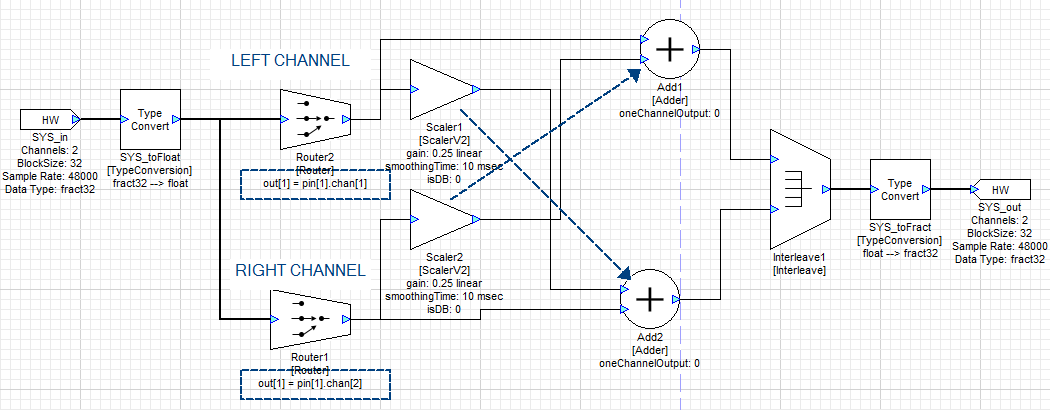 LEFT CHANNEL
HW
SYS_in
Channels: 2
BlockSize: 32
Sample Rate: 48000
Data Type: fract32
Type
Convert
SYS_toFloat
[TypeConversion]
fract32 --> float
Router2
[Router]
out[1] = pin[1].chan[1]
Scaler1
[ScalerV2]
gain: 0.25 linear
smoothingTime: 10 msec
isDB: 0
Add1
[Adder]
oneChannelOutput: 0
Scaler2
[ScalerV2]
gain: 0.25 linear
smoothingTime: 10 msec
isDB: 0
RIGHT CHANNEL
Router1
[Router]
out[1] = pin[1].chan[2]
Add2
[Adder]
oneChannelOutput: 0
Interleave1
[Interleave]
Type
Convert
SYS_toFract
[TypeConversion]
float --> fract32
HW
SYS_out
Channels: 2
BlockSize: 32
Sample Rate: 48000
Data Type: fract32